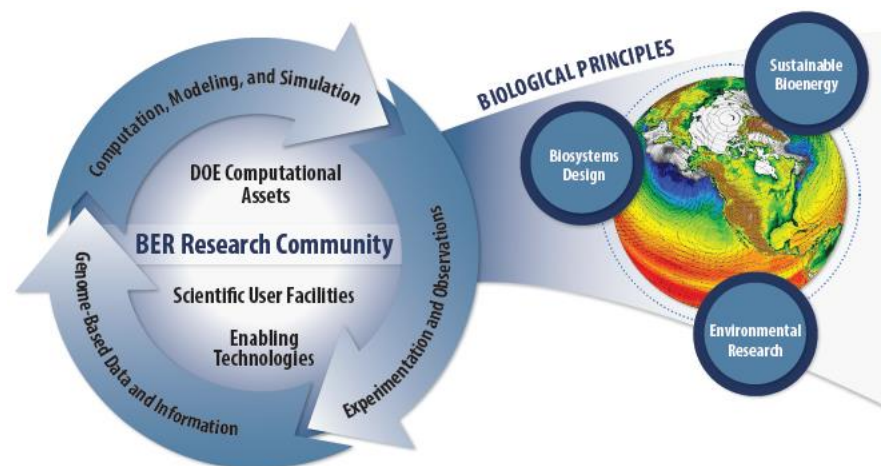 Computation, Modeling, and Simulation
DOE Computational
Assets
BER Research Community
Scientific User Facilities
Enabling
Technologies
Genome-Based Data and Information
Experimentation and Observations
BIOLOGICAL PRINCIPLES
Sustainable
Bioenergy
Biosystems
Design
Environmental
Research